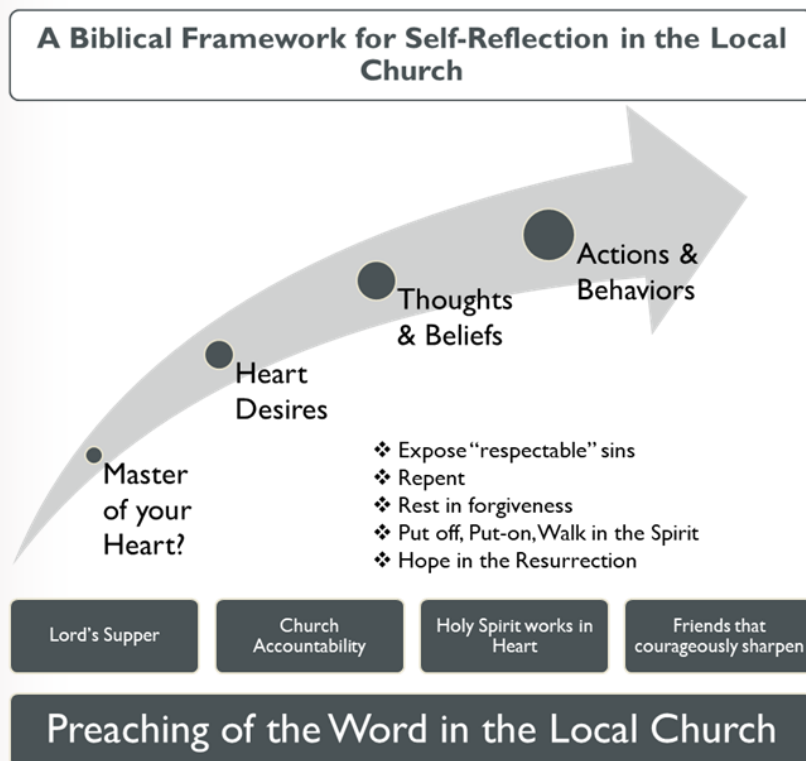 A Biblical Framework for Self-Reflection in the Local
Church
Actions &
Behaviors
Thoughts
& Beliefs
Heart
Desires
Master
of your
Heart?
❖ Expose “respectable” sins
❖ Repent
❖ Rest in forgiveness
❖ Put off, Put-on, Walk in the Spirit
❖ Hope in the Resurrection
Lord’s Supper
Church
Accountability
Holy Spirit works in
Heart
Friends that
courageously sharpen
Preaching of the Word in the Local Church